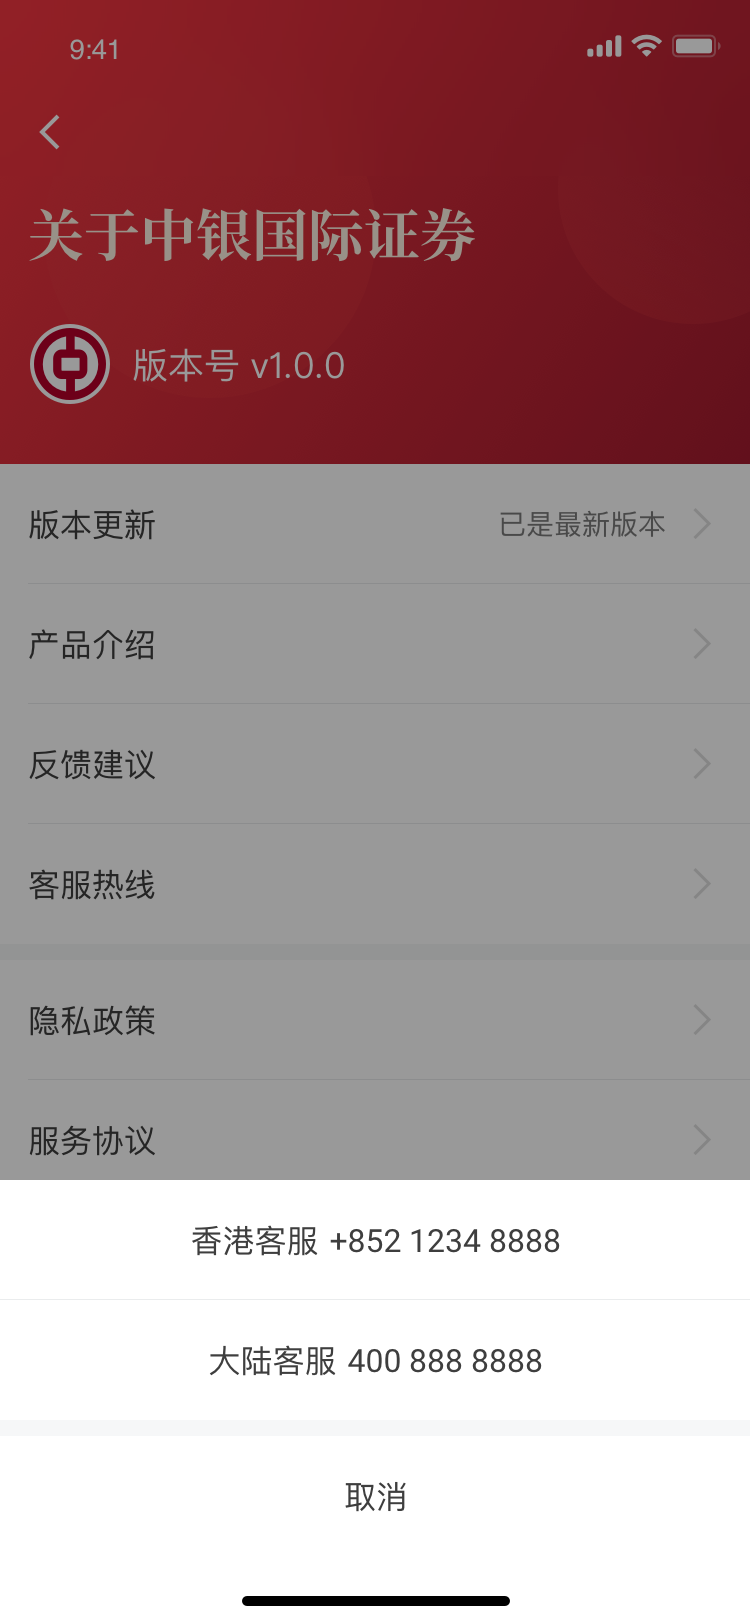 9:41
关于中银国际证券
版本号 v1.0.0
版本更新 已是最新版本
产品介绍
反馈建议
客服热线
隐私政策
服务协议
香港客服 +852 1234 8888
大陆客服 400 888 8888
取消